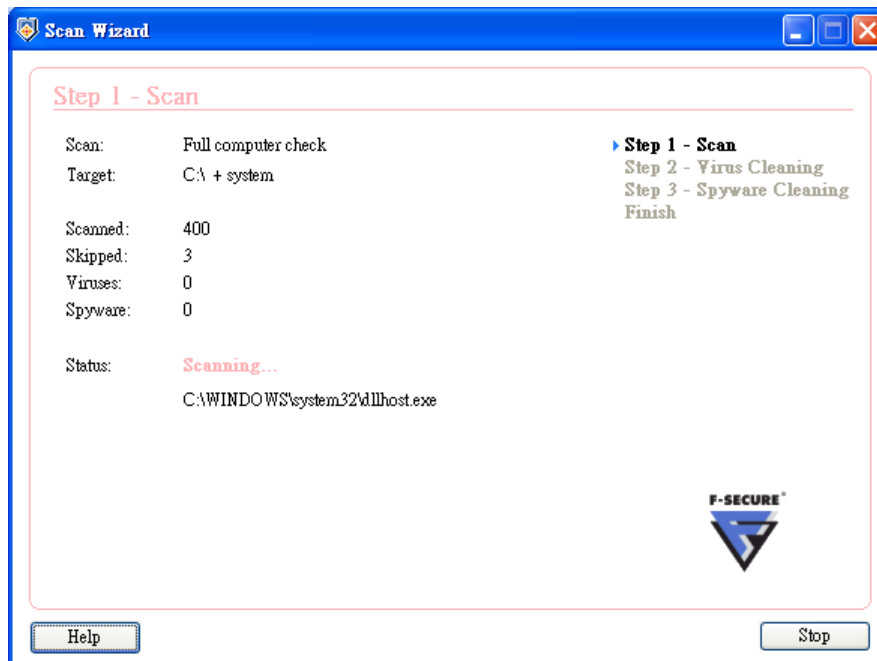 Scan Wizard
Step 1 - Scan
Scan: Full computer check
Target: C:\ + system
Scanned: 400
Skipped: 3
Viruses: 0
Spyware: 0
Status: Scanning...
C:\WINDOWS\system32\dllhost.exe
Step 1 - Scan
Step 2 - Virus Cleaning
Step 3 - Spyware Cleaning
Finish
F-SECURE®
Help
Stop